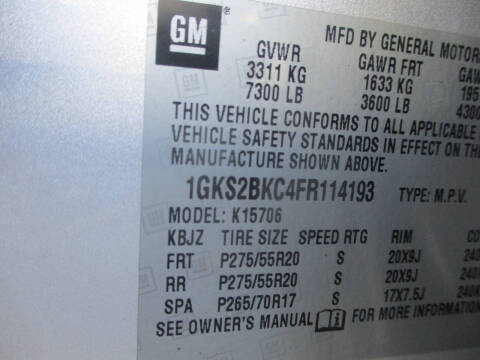 GM
MFD BY GENERAL MOTORS
GVWR GAWR FRT
3311 KG 1633 KG
7300 LB 3600 LB 4300
THIS VEHICLE CONFORMS TO ALL APPLICABLE
VEHICLE SAFETY STANDARDS IN EFFECT ON
MANUFACTURE SHOWN ABOVE.
1GKS2BKC4FR114193 TYPE: M.P.V.
MODEL: K15706
KBJZ TIRE SIZE SPEED RTG RIM
FRT P275/55R20 S 20X9J
RR P275/55R20 S 20X9J
SPA P265/70R17 S 17X7.5J
SEE OWNER'S MANUAL FOR MORE INFORMATION